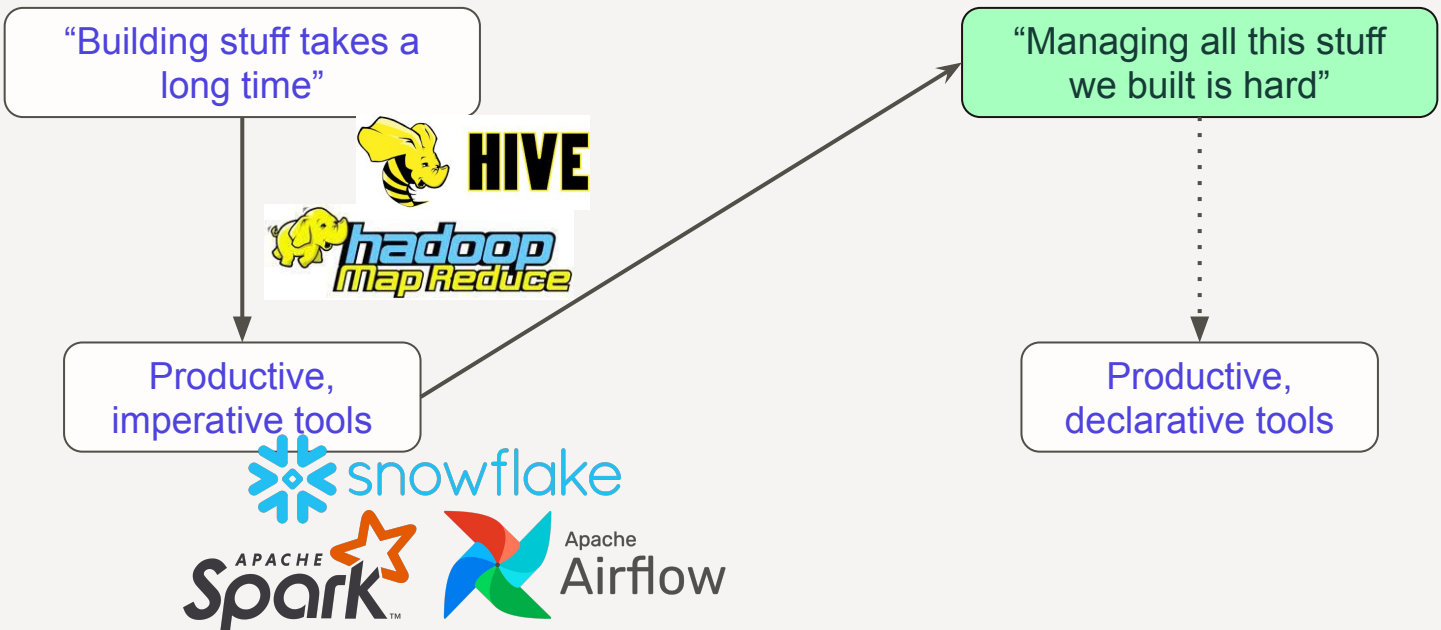 “Building stuff takes a
long time”
“Managing all this stuff
we built is hard”
HIVE
hadoop
Map Reduce
Productive,
imperative tools
Productive,
declarative tools
snowflake
APACHE
Spark™
Apache
Airflow